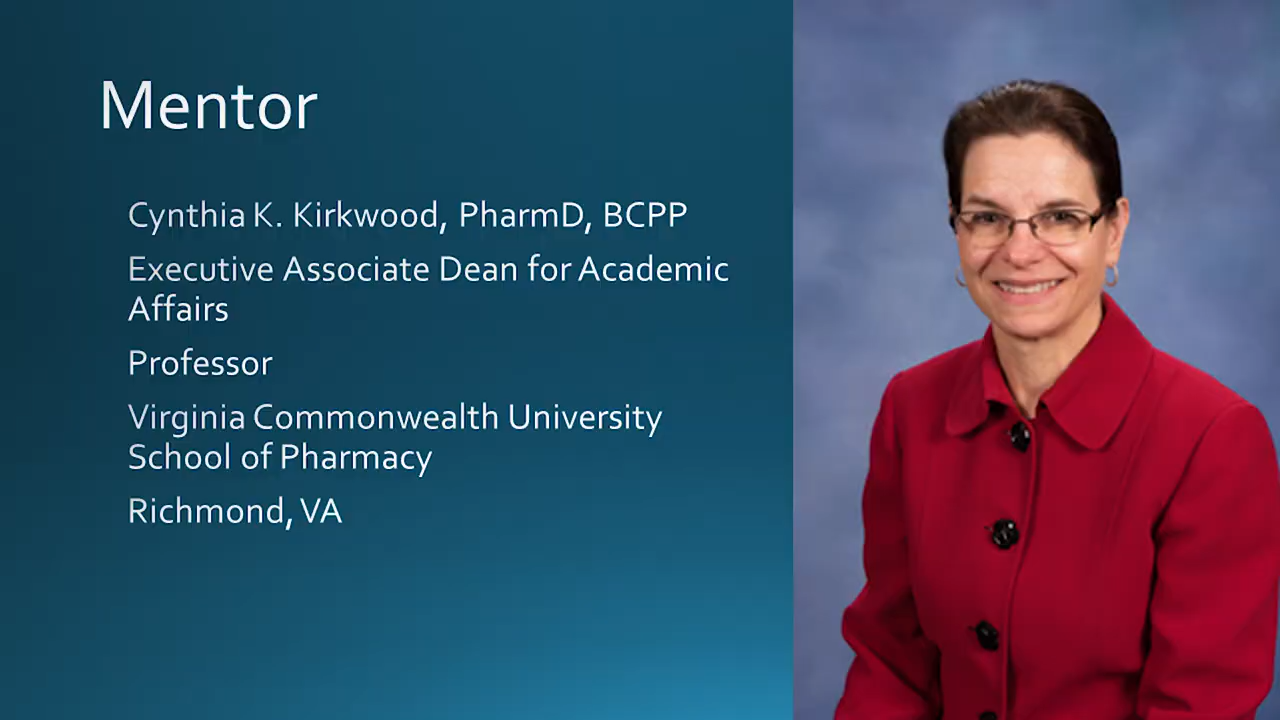 Mentor
Cynthia K. Kirkwood, PharmD, BCPP
Executive Associate Dean for Academic
Affairs
Professor
Virginia Commonwealth University
School of Pharmacy
Richmond, VA